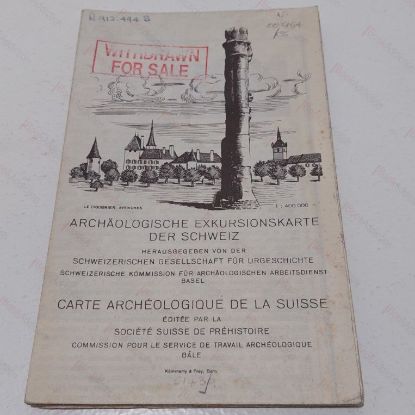 R 912.494 B
WITHDRAWN
FOR SALE
LE CIGOGNIER, AVENCHES
1 : 400 000
ARCHÄOLOGISCHE EXKURSIONSKARTE
DER SCHWEIZ
HERAUSGEGEBEN VON DER
SCHWEIZERISCHEN GESELLSCHAFT FÜR URGESCHICHTE
SCHWEIZERISCHE KOMMISSION FÜR ARCHÄOLOGISCHEN ARBEITSDIENST
BASEL
CARTE ARCHÉOLOGIQUE DE LA SUISSE
ÉDITÉE PAR LA
SOCIÉTÉ SUISSE DE PRÉHISTOIRE
COMMISSION POUR LE SERVICE DE TRAVAIL ARCHÉOLOGIQUE
BÂLE
Kümmerly & Frey, Bern